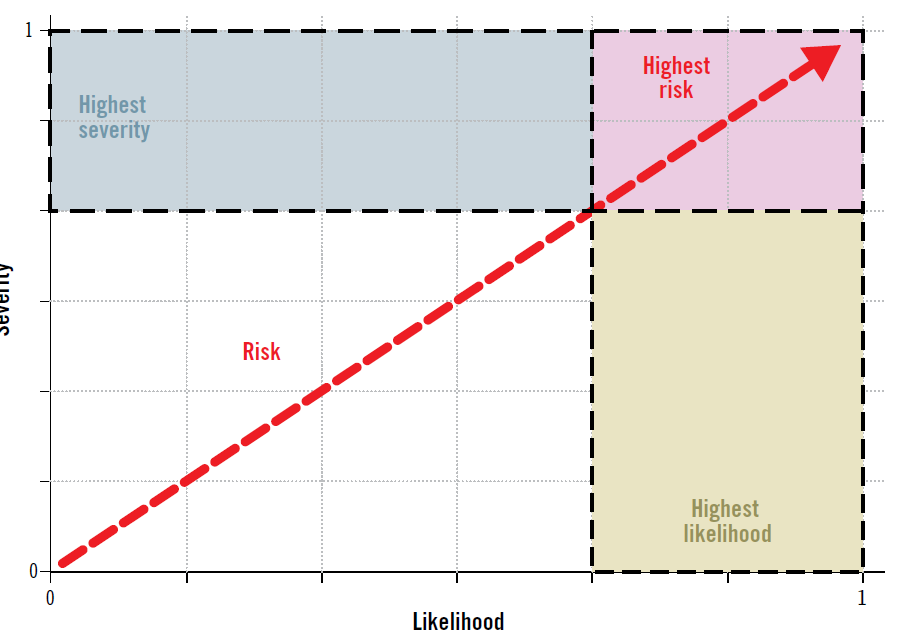 1
Highest
severity
Highest
risk
Severity
Risk
Highest
likelihood
0
0
1
Likelihood